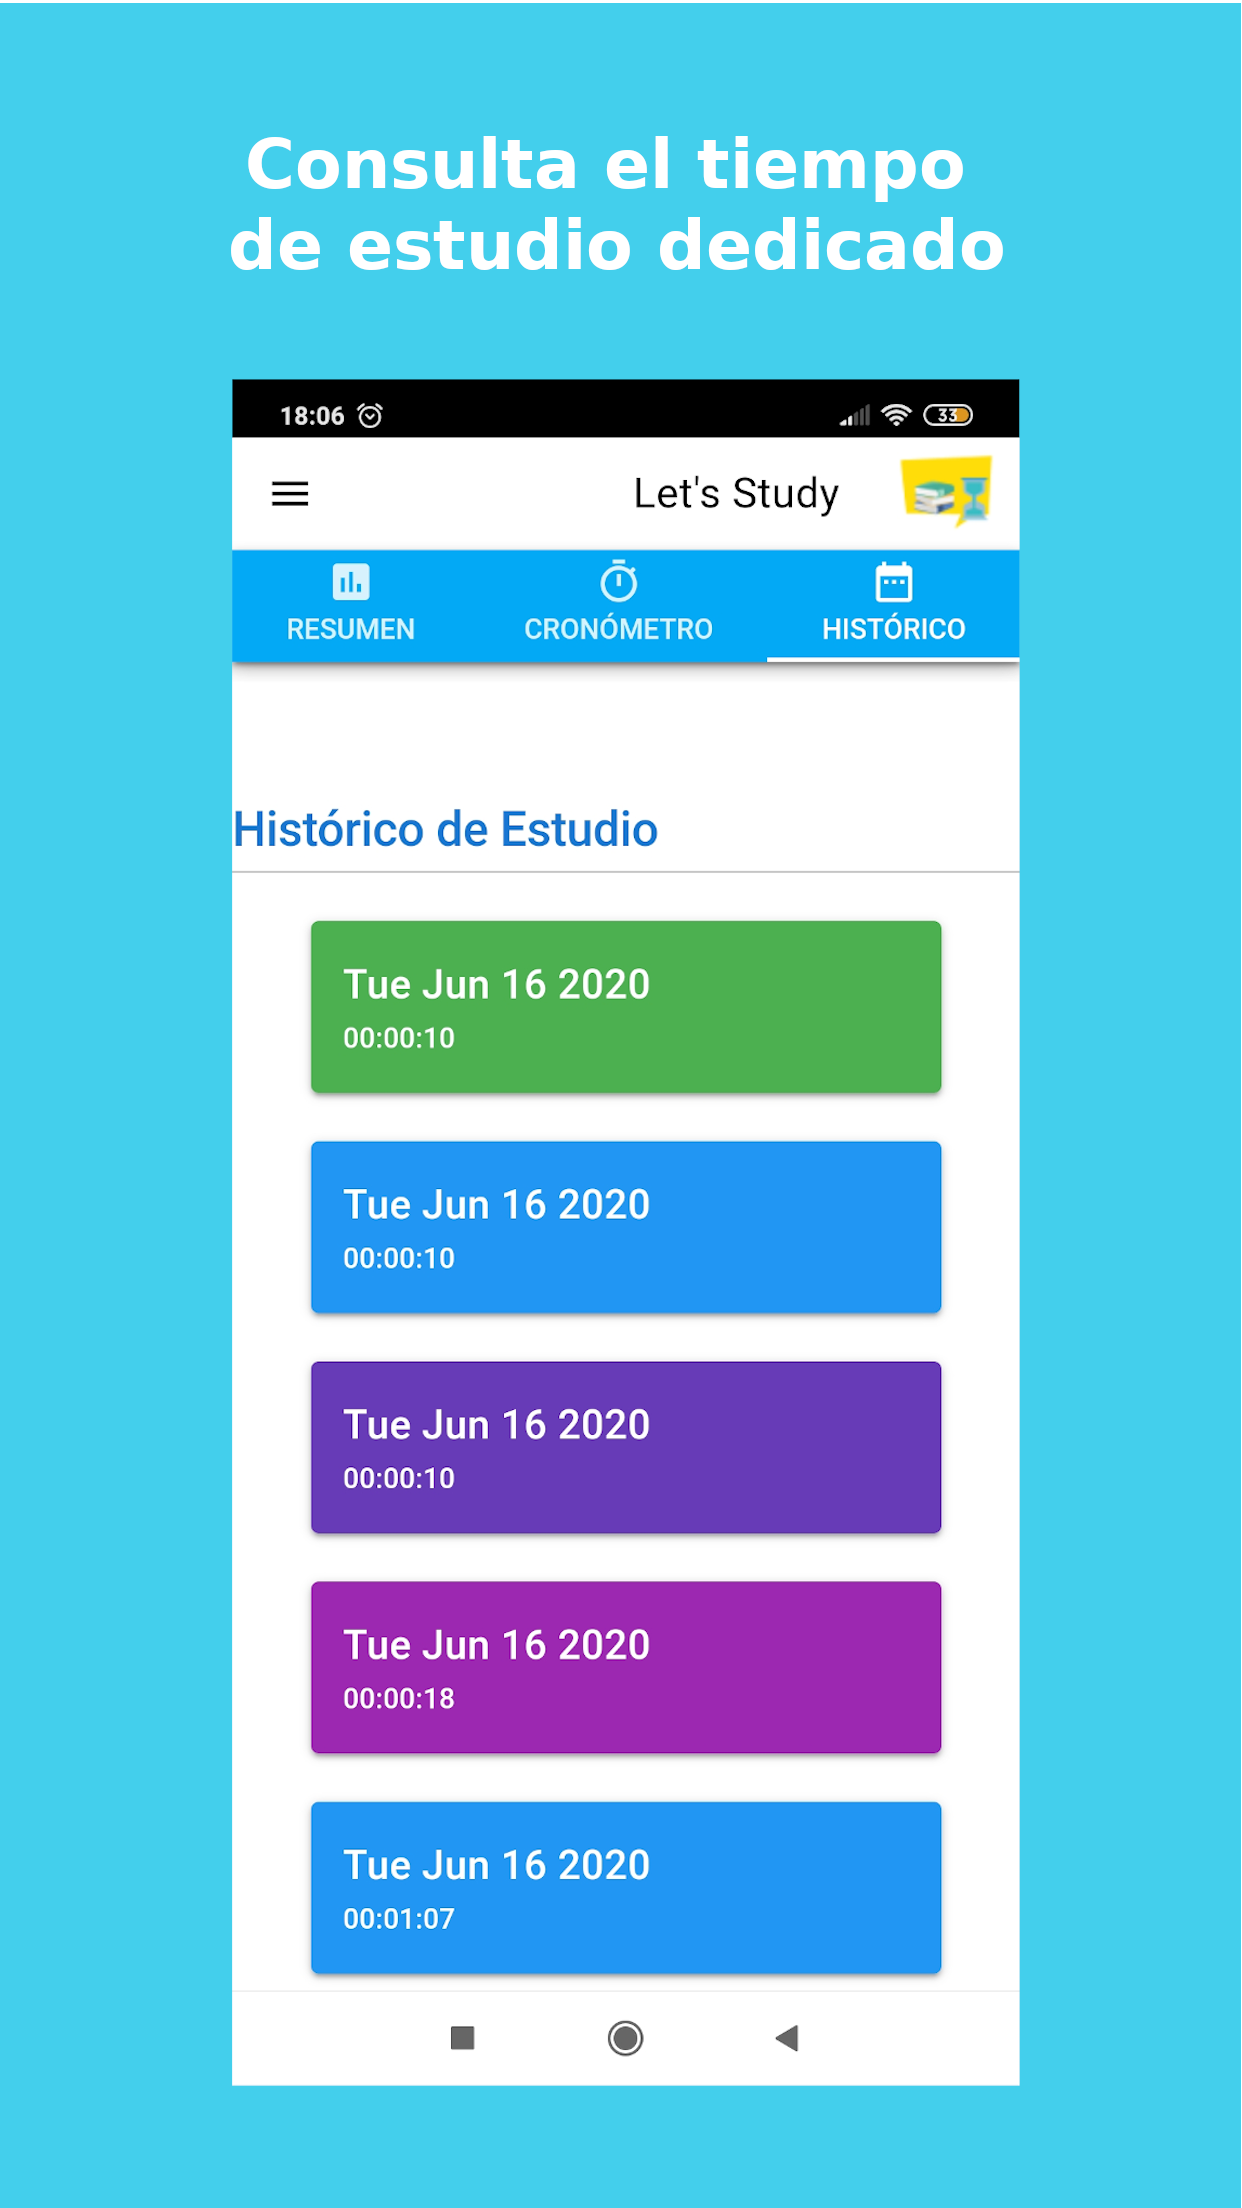 Consulta el tiempo
de estudio dedicado
18:06
33
Let's Study
RESUMEN
CRONÓMETRO
HISTÓRICO
Histórico de Estudio
Tue Jun 16 2020
00:00:10
Tue Jun 16 2020
00:00:10
Tue Jun 16 2020
00:00:10
Tue Jun 16 2020
00:00:18
Tue Jun 16 2020
00:01:07